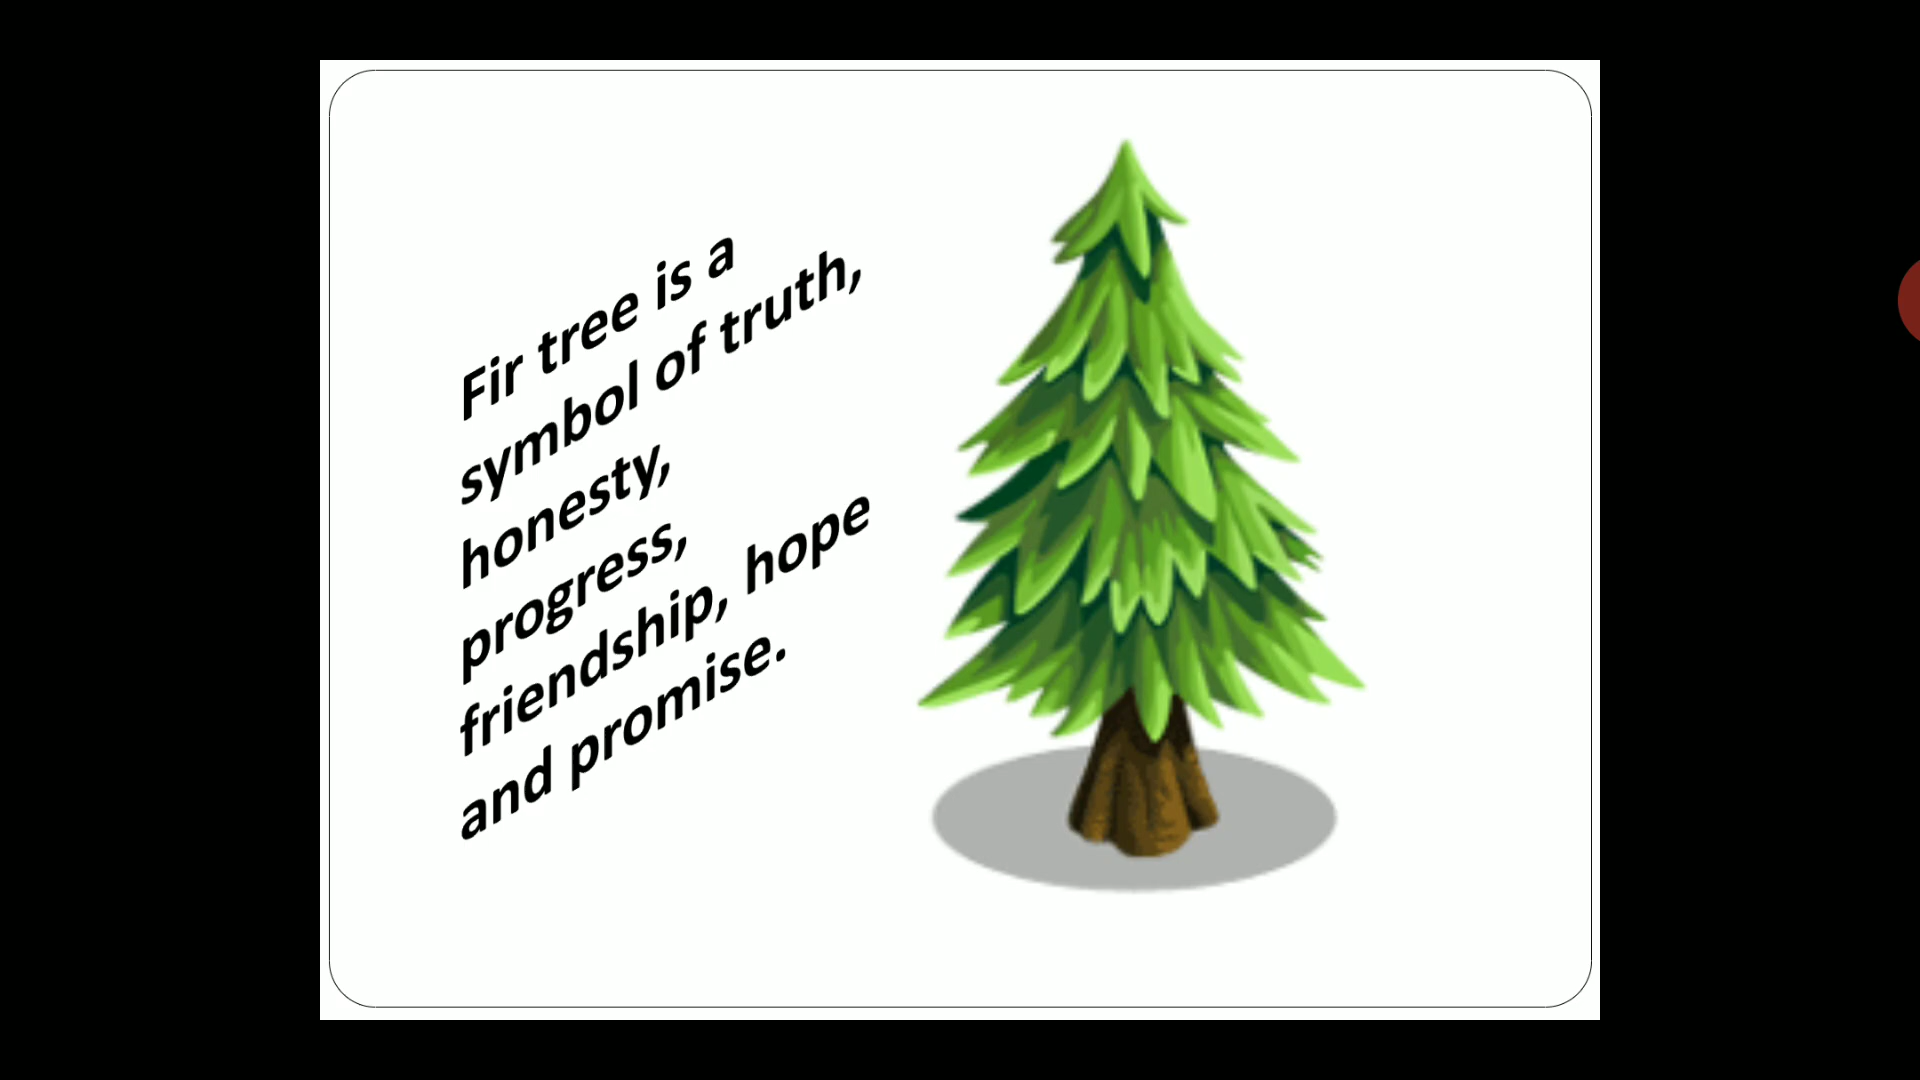 Fir tree is a
symbol of truth,
honesty,
progress,
friendship, hope
and promise.